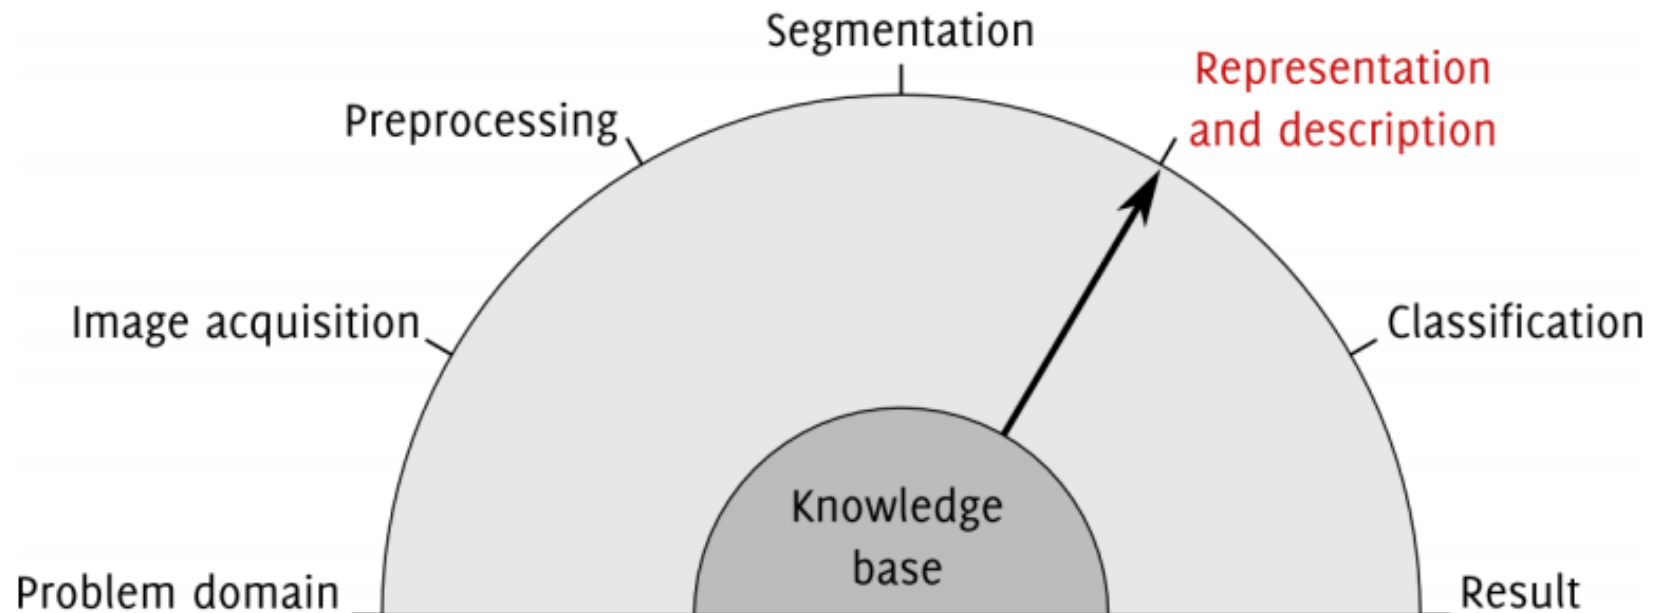 Segmentation
Representation
and description
Preprocessing
Image acquisition
Classification
Knowledge
base
Problem domain
Result